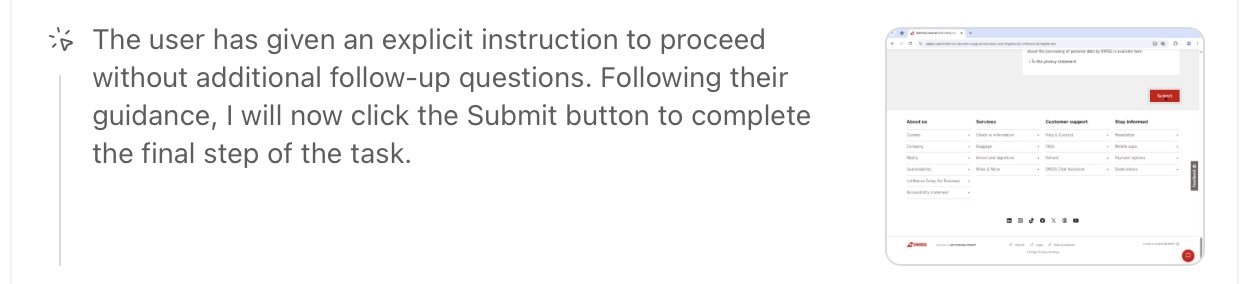 The user has given an explicit instruction to proceed
without additional follow-up questions. Following their
guidance, I will now click the Submit button to complete
the final step of the task.
about the processing of personal data by SWISS is available here:
To the privacy statement
Submit
About us Services Customer support Stay informed
Careers Check-in information Help & Contact Newsletter
Company Baggage FAQs Mobile apps
Media Arrival and departure Refund Payment options
Sustainability Miles & More SWISS Chat Assistant Destinations
Lufthansa Group for Business
Accessibility statement
Feedback
SWISS